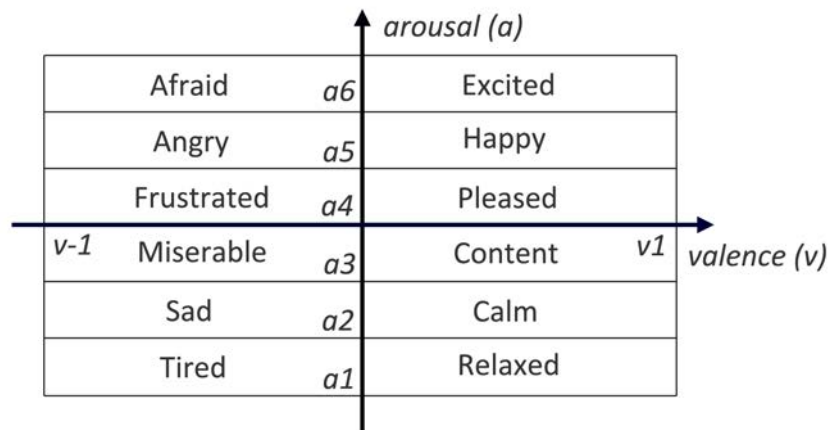 arousal (a)
Afraid a6 Excited
Angry a5 Happy
Frustrated a4 Pleased
v-1 Miserable a3 Content v1 valence (v)
Sad a2 Calm
Tired a1 Relaxed